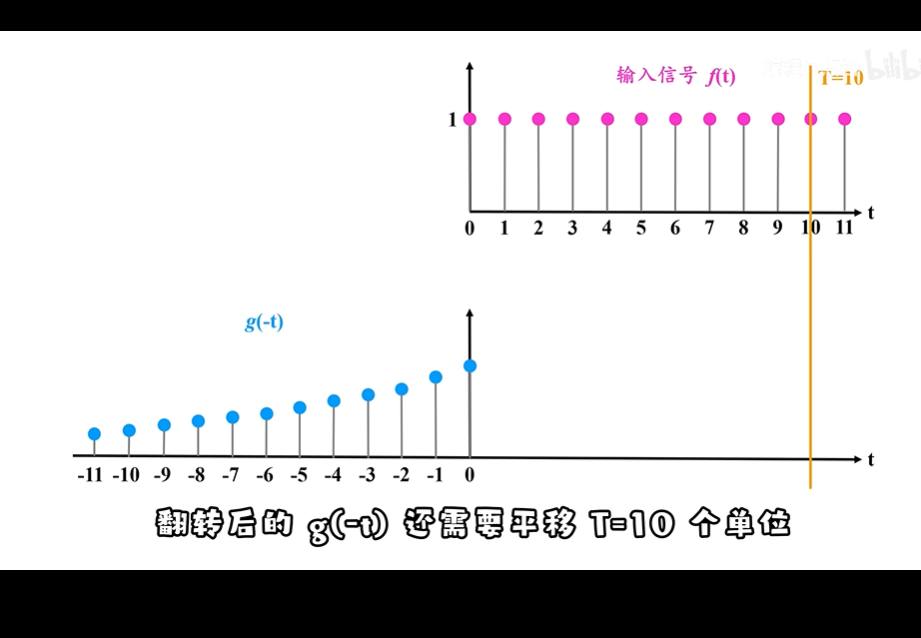 输入信号 f(t)
T=10
bilibili
1
t
0 1 2 3 4 5 6 7 8 9 10 11
g(-t)
t
-11 -10 -9 -8 -7 -6 -5 -4 -3 -2 -1 0
翻转后的 g(-t) 还需要平移 T=10 个单位